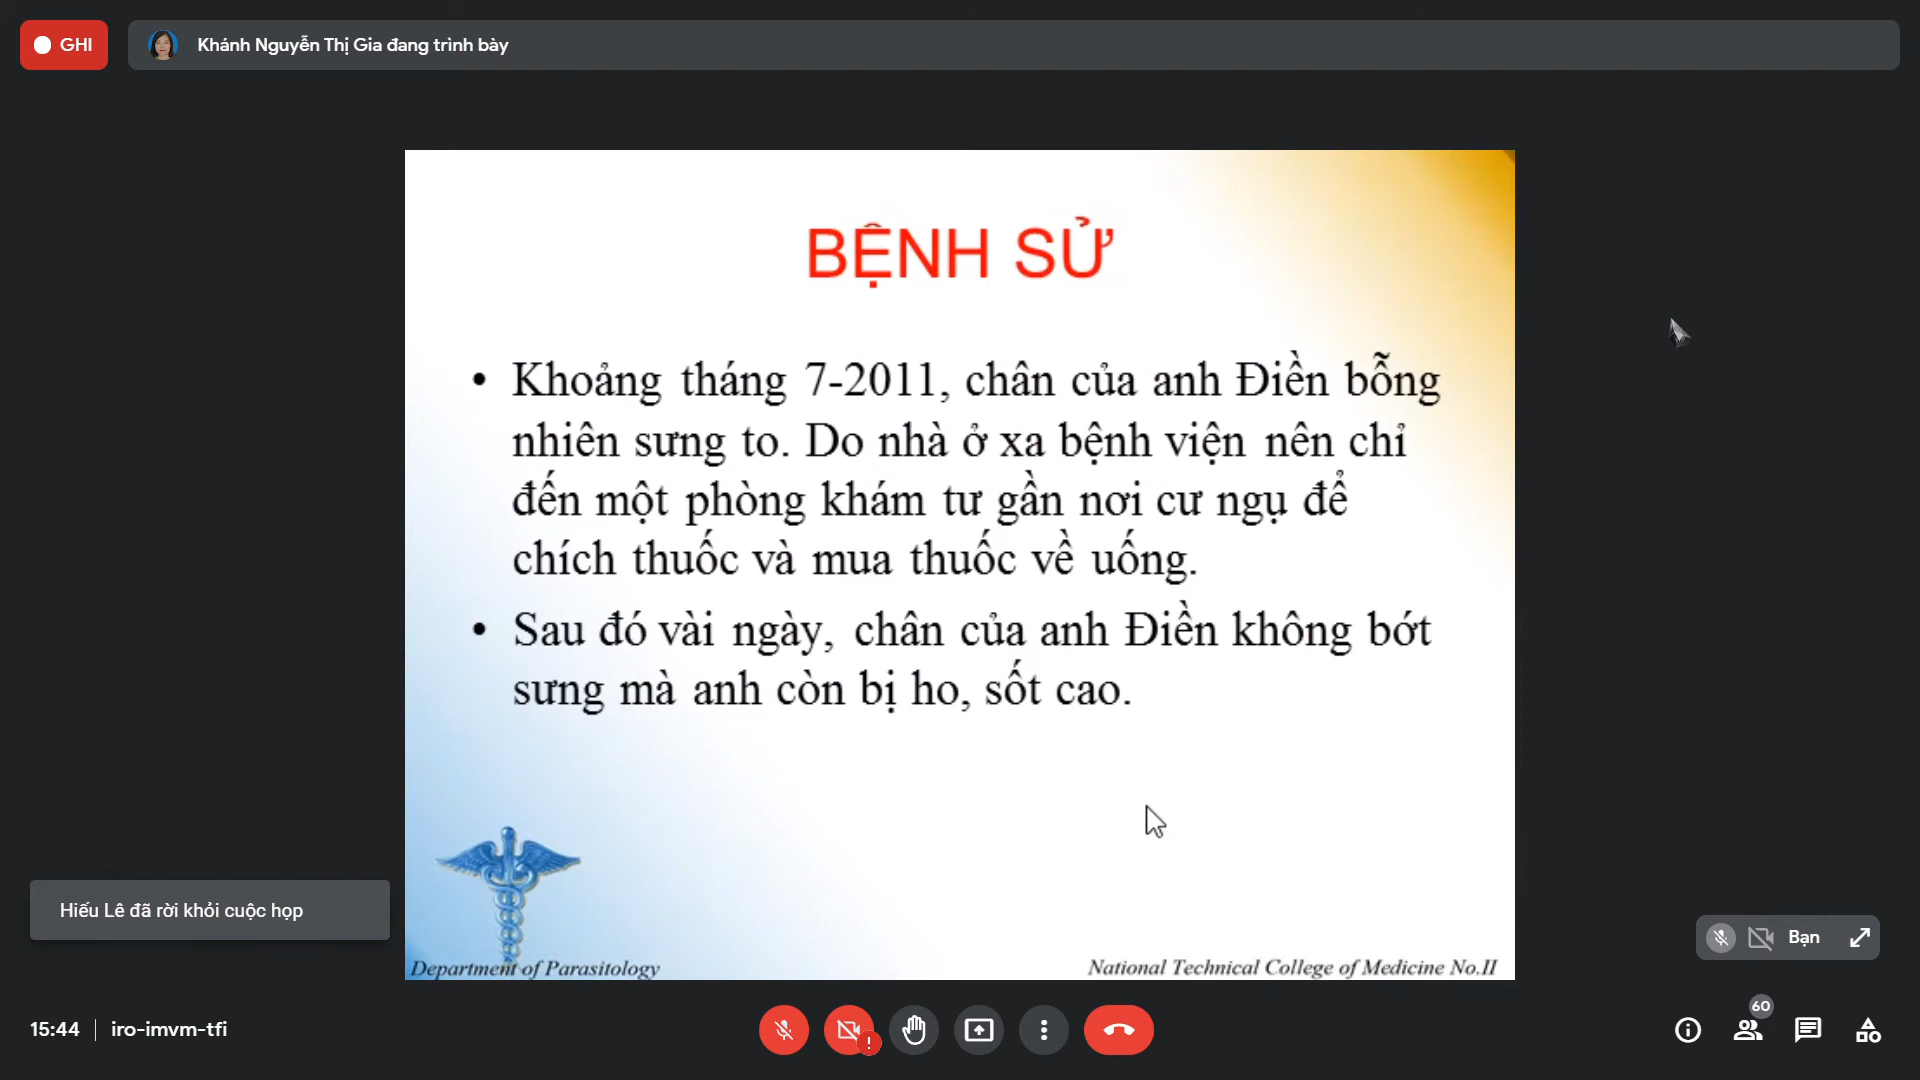 GHI
Khánh Nguyễn Thị Gia đang trình bày
BỆNH SỬ
• Khoảng tháng 7-2011, chân của anh Điền bỗng
nhiên sưng to. Do nhà ở xa bệnh viện nên chỉ
đến một phòng khám tư gần nơi cư ngụ để
chích thuốc và mua thuốc về uống.
• Sau đó vài ngày, chân của anh Điền không bớt
sưng mà anh còn bị ho, sốt cao.
Hiếu Lê đã rời khỏi cuộc họp
Bạn
Department of Parasitology
National Technical College of Medicine No.II
15:44 | iro-imvm-tfi
60